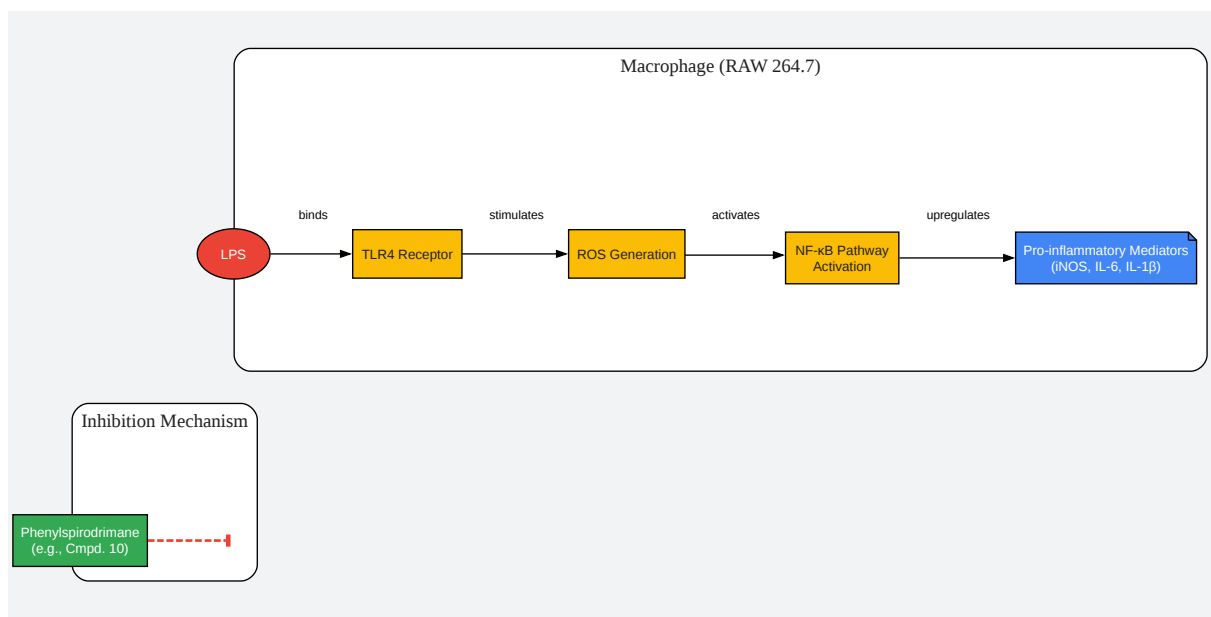 Macrophage (RAW 264.7)
binds
stimulates
activates
upregulates
LPS
TLR4 Receptor
ROS Generation
NF-κB Pathway
Activation
Pro-inflammatory Mediators
(iNOS, IL-6, IL-1β)
Inhibition Mechanism
Phenylspirodrimane
(e.g., Cmpd. 10)